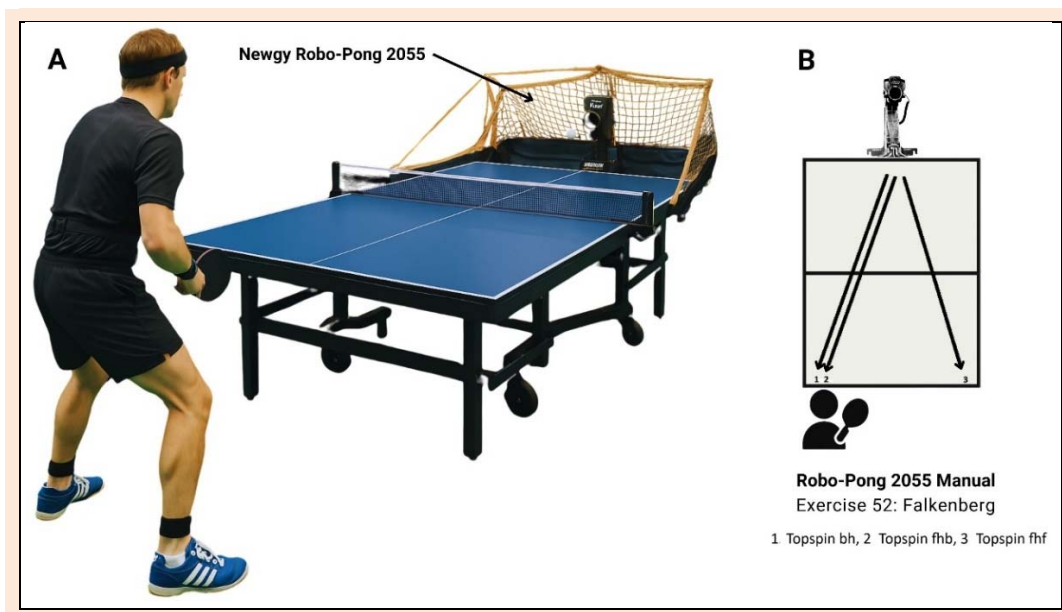 A
Newgy Robo-Pong 2055
B
1 2 3
Robo-Pong 2055 Manual
Exercise 52: Falkenberg
1 Topspin bh, 2 Topspin fhb, 3 Topspin fhf